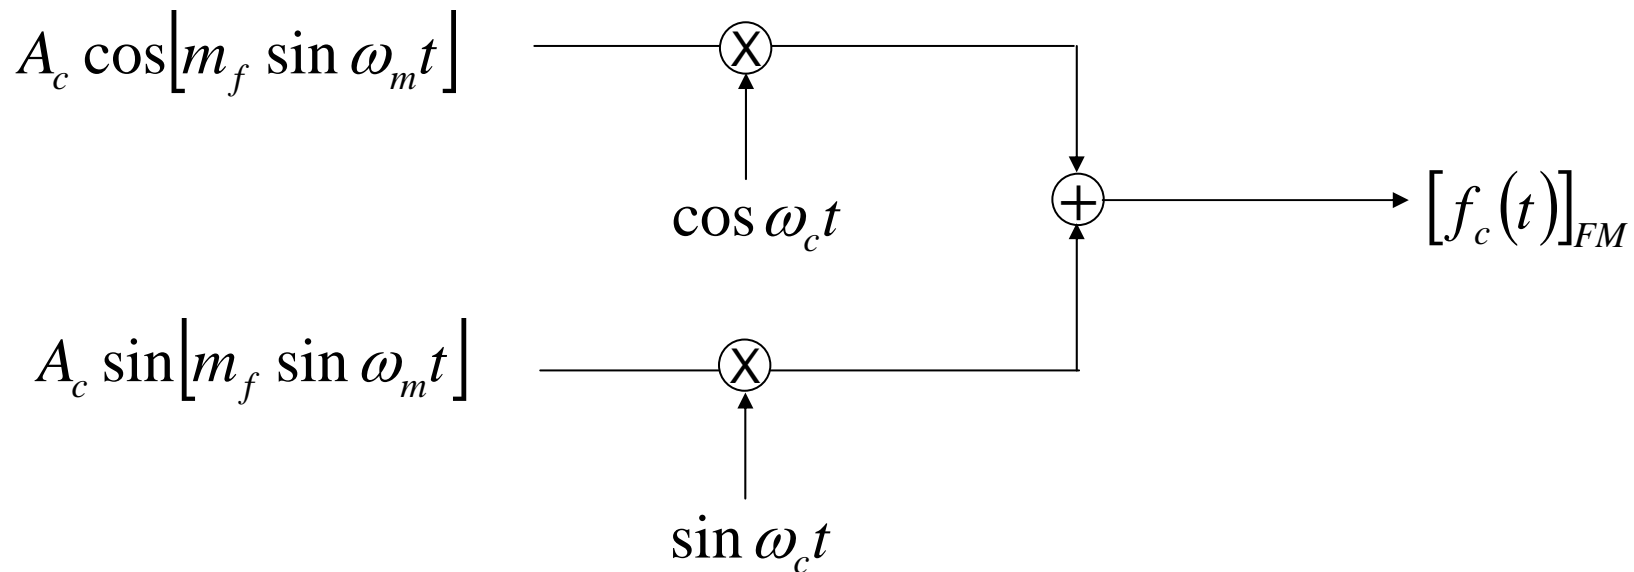 A_c cos⌊m_f sin ω_m t⌋
X
cos ω_c t
+
[f_c(t)]_FM
A_c sin⌊m_f sin ω_m t⌋
X
sin ω_c t